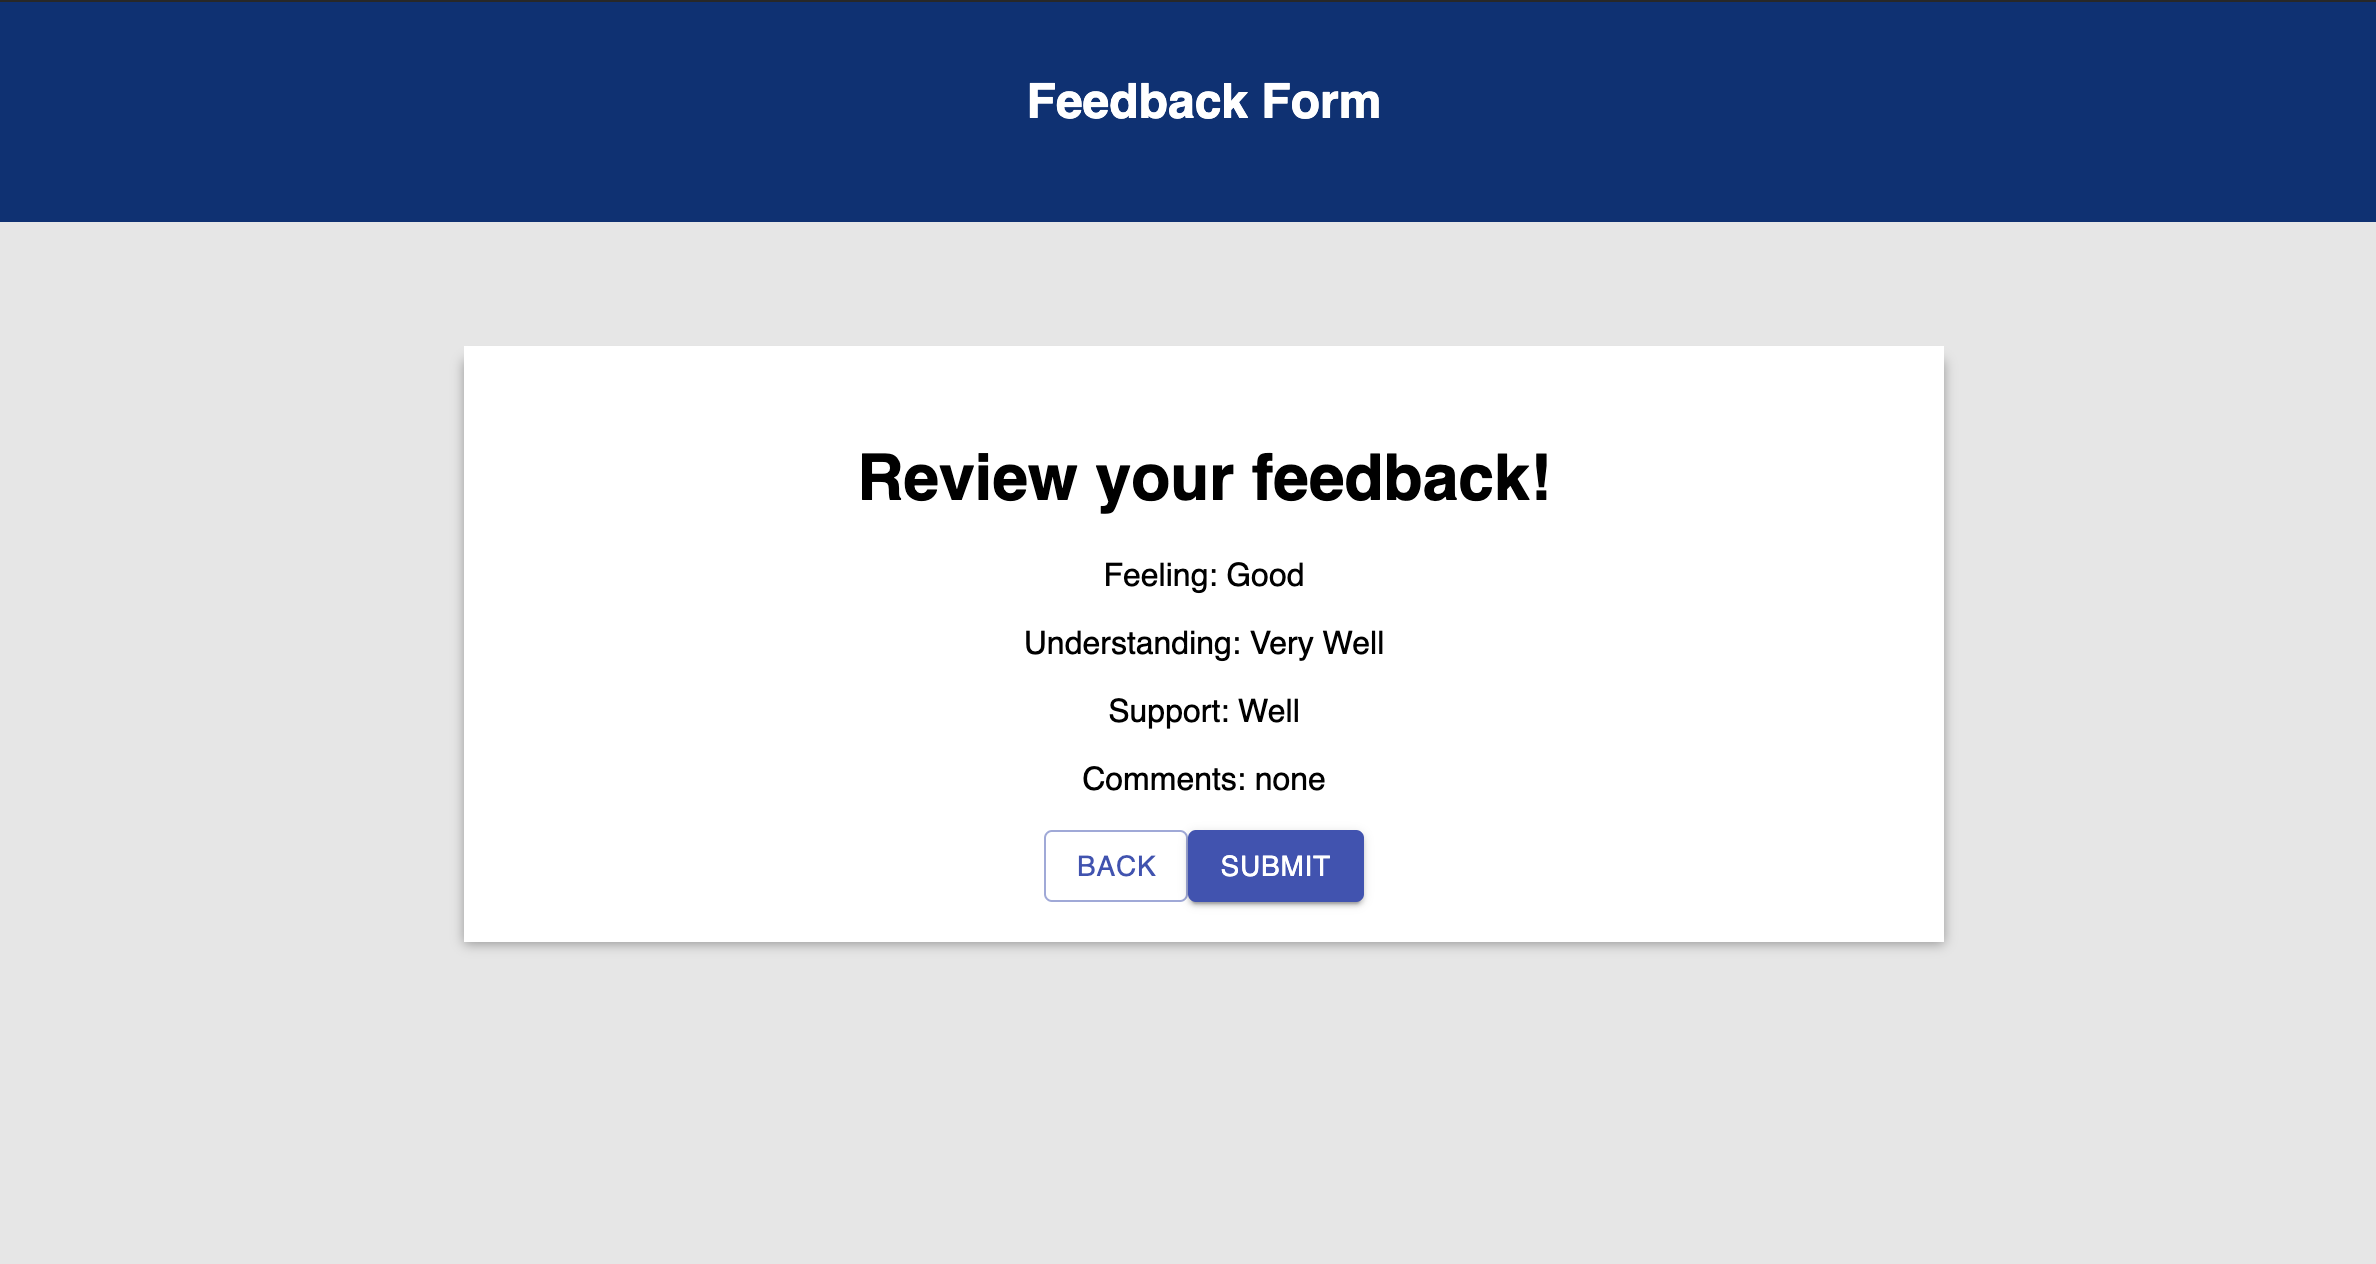 Feedback Form
Review your feedback!
Feeling: Good
Understanding: Very Well
Support: Well
Comments: none
BACK SUBMIT